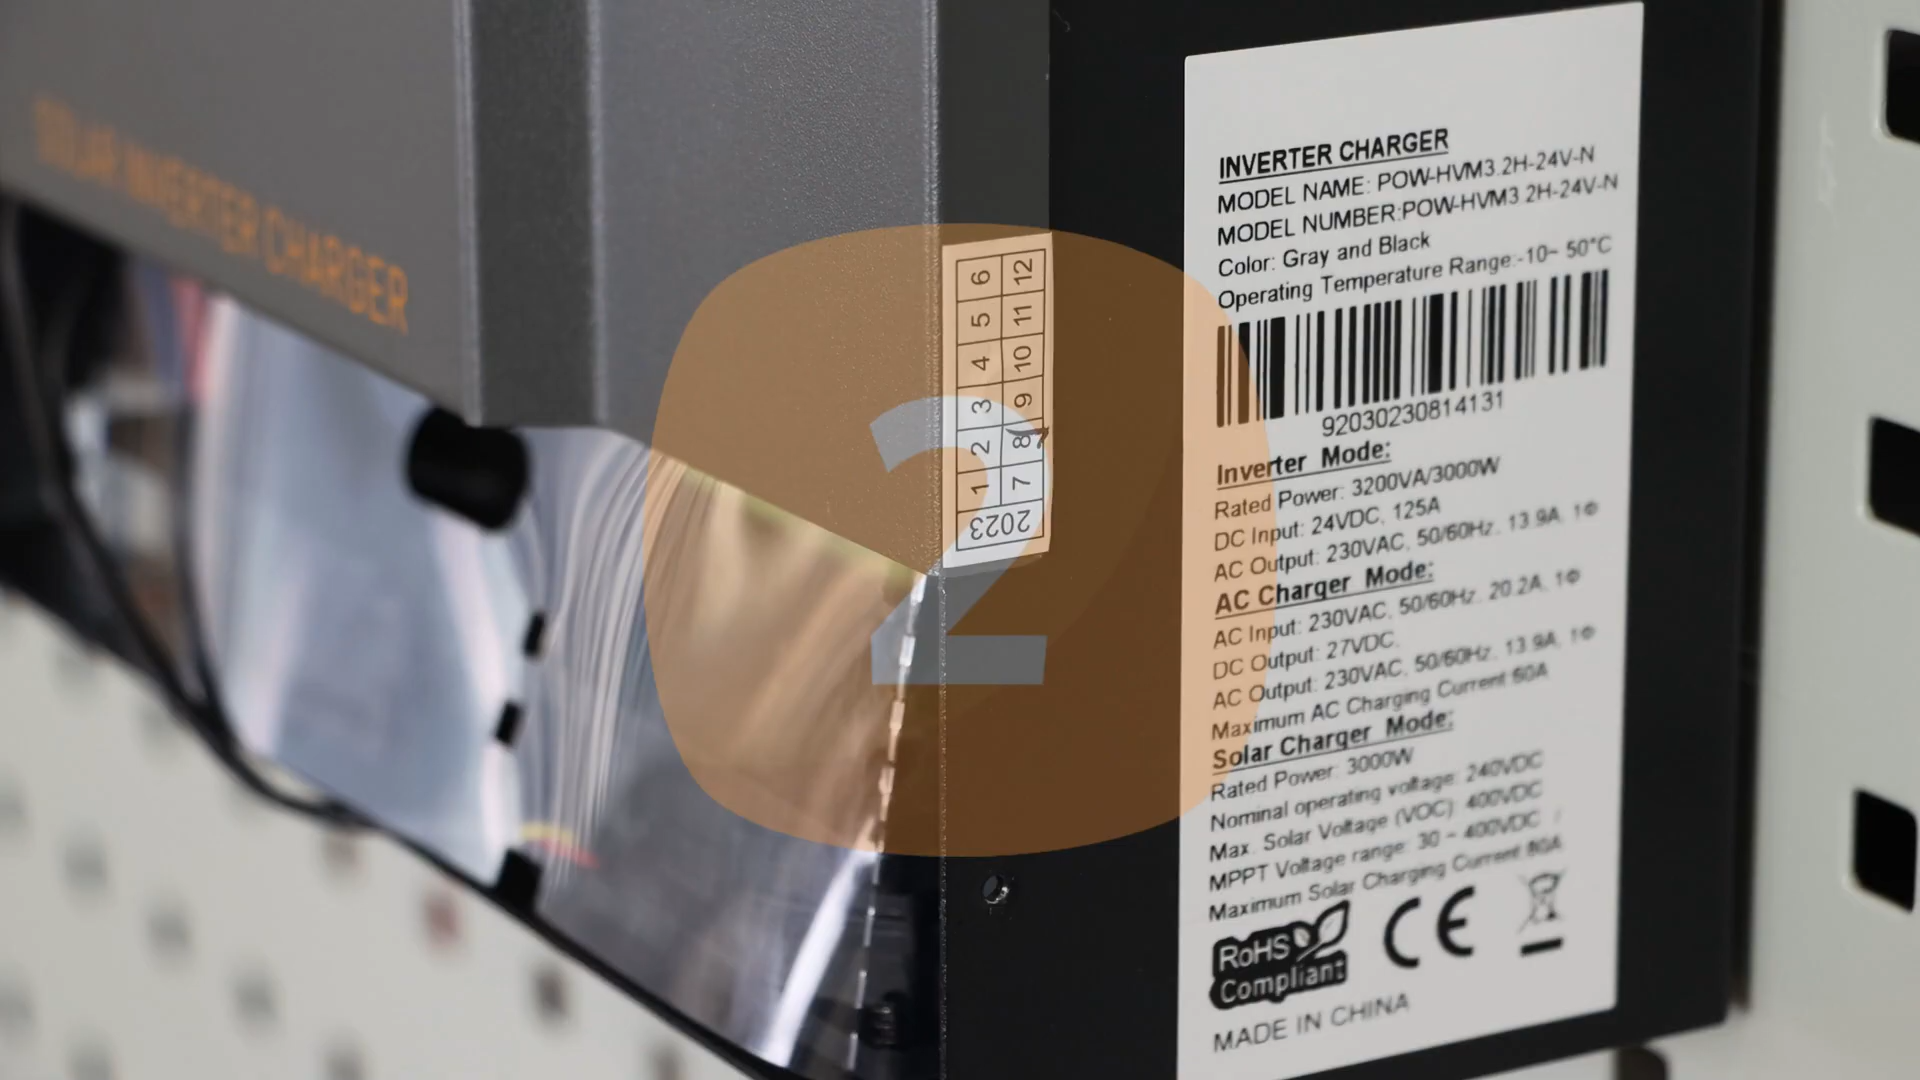 SOLAR INVERTER CHARGER
6 12
5 11
4 10
3 9
2 8
1 7
2023
2
INVERTER CHARGER
MODEL NAME: POW-HVM3.2H-24V-N
MODEL NUMBER:POW-HVM3.2H-24V-N
Color: Gray and Black
Operating Temperature Range:-10~ 50°C
92030230814131
Inverter Mode:
Rated Power: 3200VA/3000W
DC Input: 24VDC, 125A
AC Output: 230VAC, 50/60Hz, 13.9A, 1Φ
AC Charger Mode:
AC Input: 230VAC, 50/60Hz, 20.2A, 1Φ
DC Output: 27VDC,
AC Output: 230VAC, 50/60Hz, 13.9A, 1Φ
Maximum AC Charging Current:60A
Solar Charger Mode:
Rated Power: 3000W
Nominal operating voltage: 240VDC
Max. Solar Voltage (VOC): 400VDC
MPPT Voltage range: 30 ~ 400VDC
Maximum Solar Charging Current 80A
RoHS
Compliant
CE
MADE IN CHINA